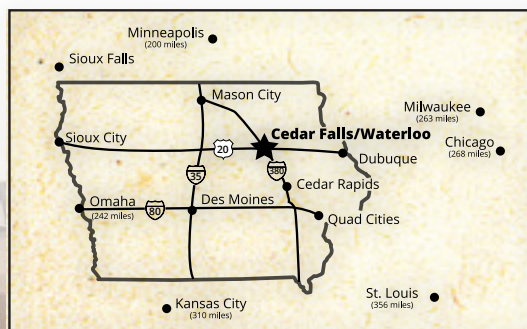 Minneapolis
(200 miles)
Sioux Falls
Mason City
Milwaukee
(263 miles)
Cedar Falls/Waterloo
Sioux City
20
Chicago
(268 miles)
Dubuque
35
380
Cedar Rapids
Omaha
(242 miles)
80
Des Moines
Quad Cities
St. Louis
(356 miles)
Kansas City
(310 miles)